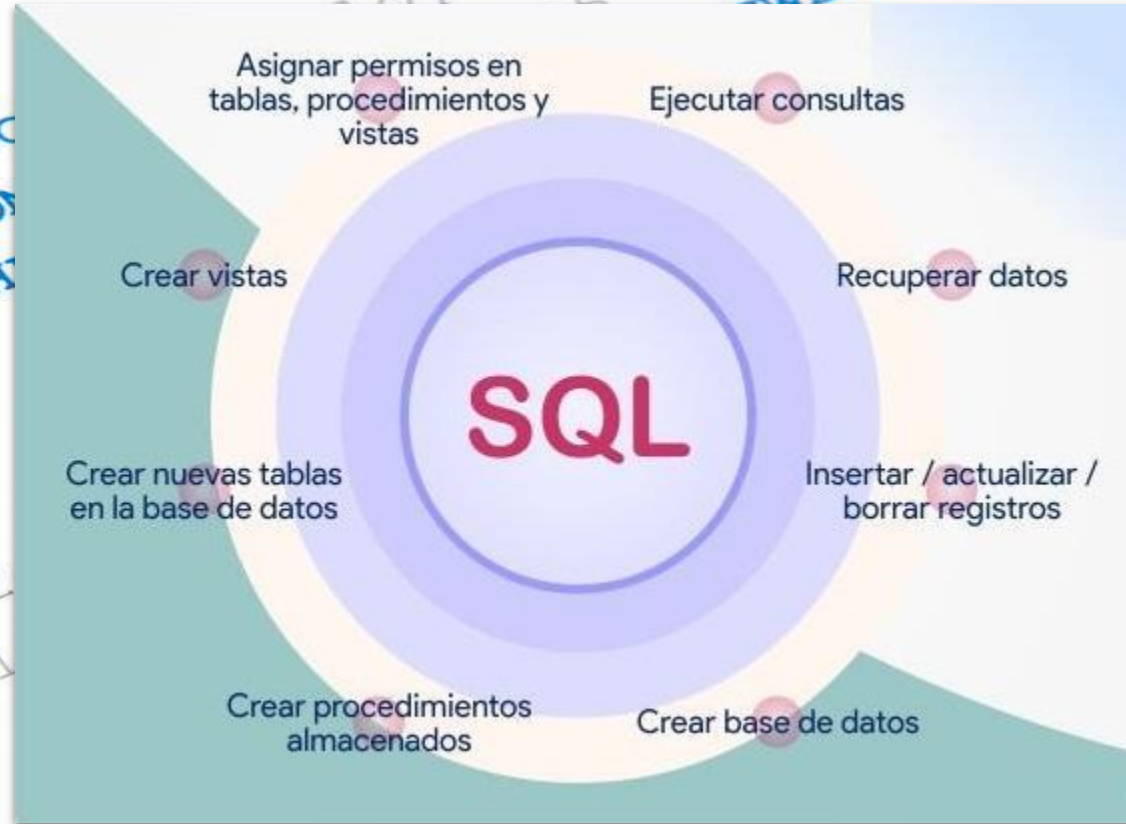 Asignar permisos en
tablas, procedimientos y
vistas
Ejecutar consultas
Crear vistas
Recuperar datos
SQL
Crear nuevas tablas
en la base de datos
Insertar / actualizar /
borrar registros
Crear procedimientos
almacenados
Crear base de datos